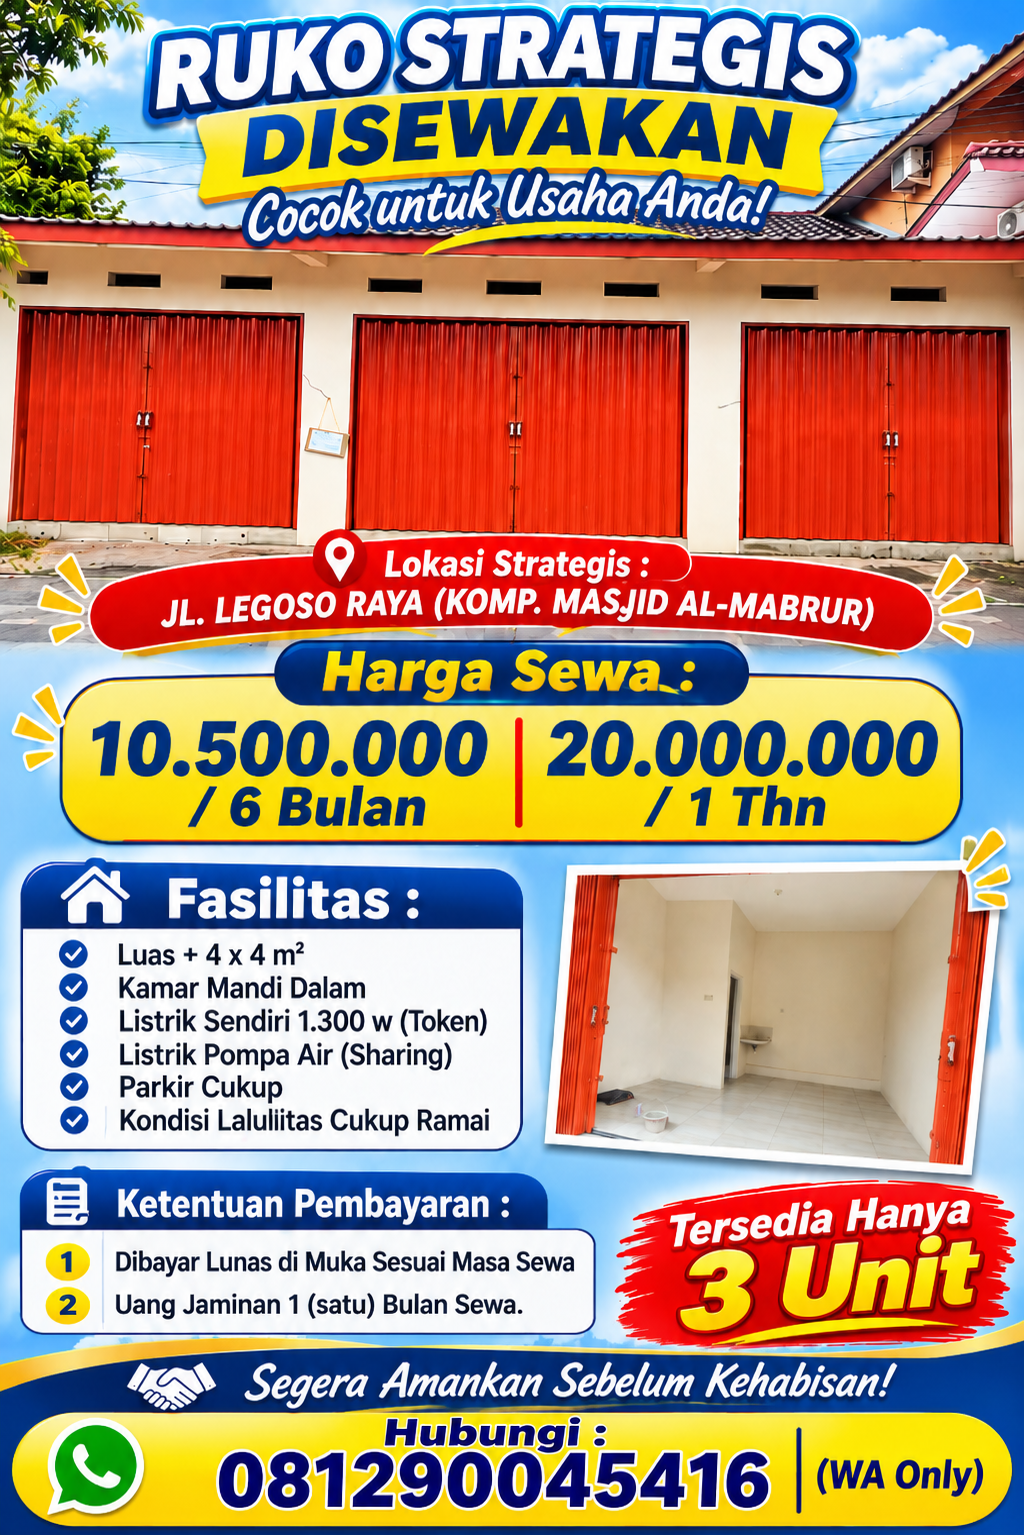 RUKO STRATEGIS
DISEWAKAN
Cocok untuk Usaha Anda!
Lokasi Strategis :
JL. LEGOSO RAYA (KOMP. MASJID AL-MABRUR)
Harga Sewa :
10.500.000
/ 6 Bulan
20.000.000
/ 1 Thn
Fasilitas :
Luas + 4 x 4 m²
Kamar Mandi Dalam
Listrik Sendiri 1.300 w (Token)
Listrik Pompa Air (Sharing)
Parkir Cukup
Kondisi Laluliitas Cukup Ramai
Ketentuan Pembayaran :
1 Dibayar Lunas di Muka Sesuai Masa Sewa
2 Uang Jaminan 1 (satu) Bulan Sewa.
Tersedia Hanya
3 Unit
Segera Amankan Sebelum Kehabisan!
Hubungi :
081290045416
(WA Only)